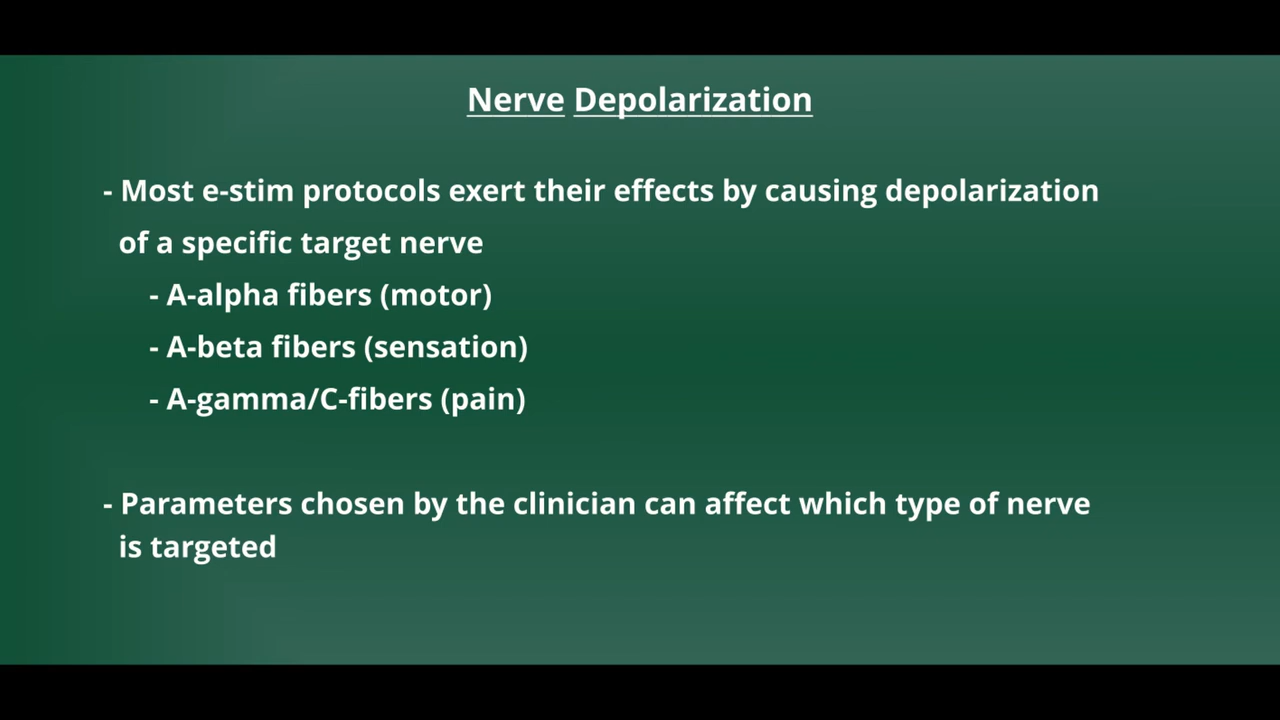 Nerve Depolarization
- Most e-stim protocols exert their effects by causing depolarization
of a specific target nerve
- A-alpha fibers (motor)
- A-beta fibers (sensation)
- A-gamma/C-fibers (pain)
- Parameters chosen by the clinician can affect which type of nerve
is targeted